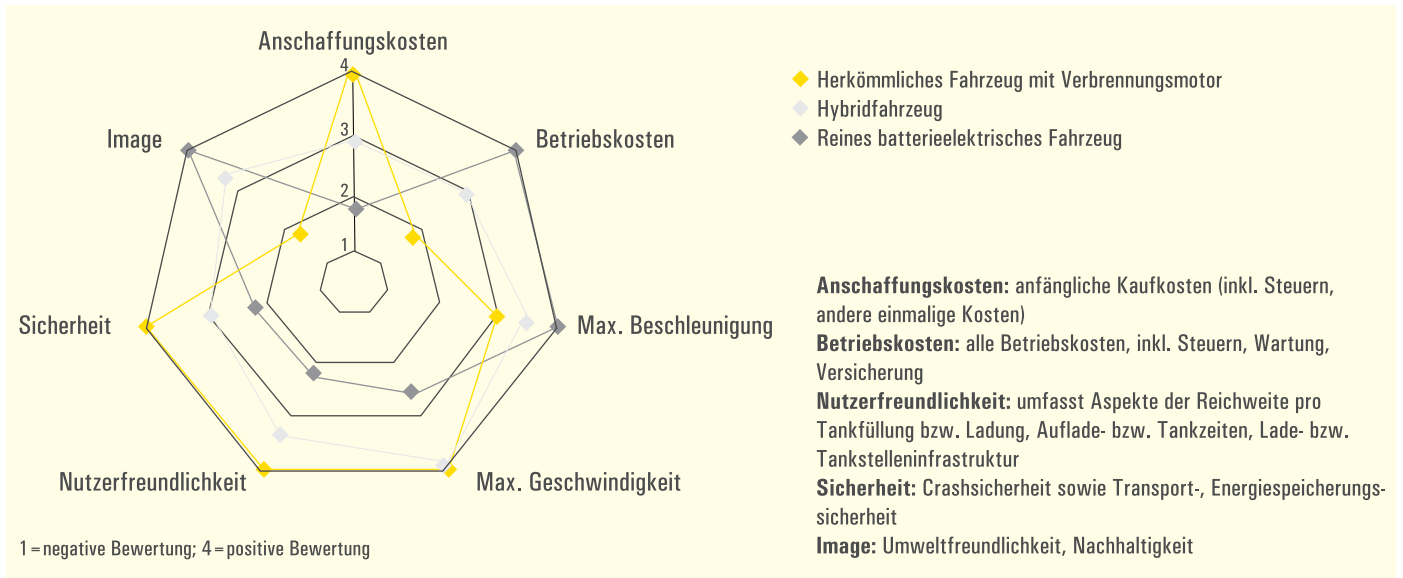 Anschaffungskosten
4
3
2
1
Image
Betriebskosten
Sicherheit
Max. Beschleunigung
Nutzerfreundlichkeit
Max. Geschwindigkeit
1 = negative Bewertung; 4 = positive Bewertung
Herkömmliches Fahrzeug mit Verbrennungsmotor
Hybridfahrzeug
Reines batterieelektrisches Fahrzeug
Anschaffungskosten: anfängliche Kaufkosten (inkl. Steuern,
andere einmalige Kosten)
Betriebskosten: alle Betriebskosten, inkl. Steuern, Wartung,
Versicherung
Nutzerfreundlichkeit: umfasst Aspekte der Reichweite pro
Tankfüllung bzw. Ladung, Auflade- bzw. Tankzeiten, Lade- bzw.
Tankstelleninfrastruktur
Sicherheit: Crashsicherheit sowie Transport-, Energiespeicherungs-
sicherheit
Image: Umweltfreundlichkeit, Nachhaltigkeit